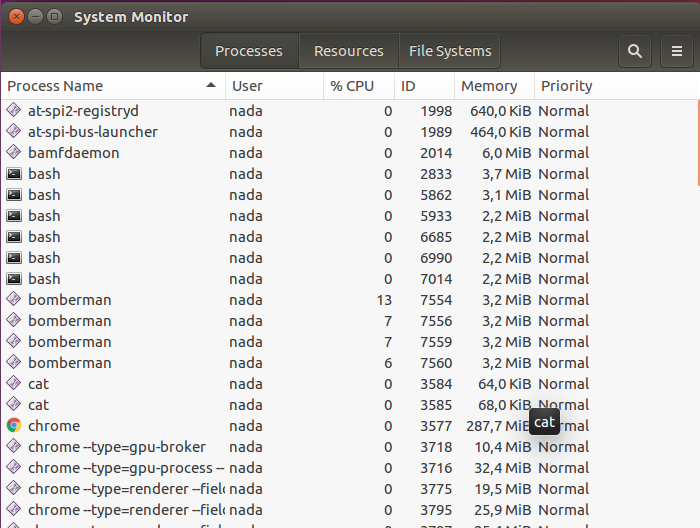 System Monitor
Processes Resources File Systems
Process Name User % CPU ID Memory Priority
at-spi2-registryd nada 0 1998 640,0 KiB Normal
at-spi-bus-launcher nada 0 1989 464,0 KiB Normal
bamfdaemon nada 0 2014 6,0 MiB Normal
bash nada 0 2833 3,7 MiB Normal
bash nada 0 5862 3,1 MiB Normal
bash nada 0 5933 2,2 MiB Normal
bash nada 0 6685 2,2 MiB Normal
bash nada 0 6990 2,2 MiB Normal
bash nada 0 7014 2,2 MiB Normal
bomberman nada 13 7554 3,2 MiB Normal
bomberman nada 7 7556 3,2 MiB Normal
bomberman nada 7 7559 3,2 MiB Normal
bomberman nada 6 7560 3,2 MiB Normal
cat nada 0 3584 64,0 KiB Normal
cat nada 0 3585 68,0 KiB Normal
chrome nada 0 3577 287,7 MiB cat
chrome --type=gpu-broker nada 0 3718 10,4 MiB Normal
chrome --type=gpu-process -- nada 0 3716 32,4 MiB Normal
chrome --type=renderer --field nada 0 3775 19,5 MiB Normal
chrome --type=renderer --field nada 0 3795 25,9 MiB Normal